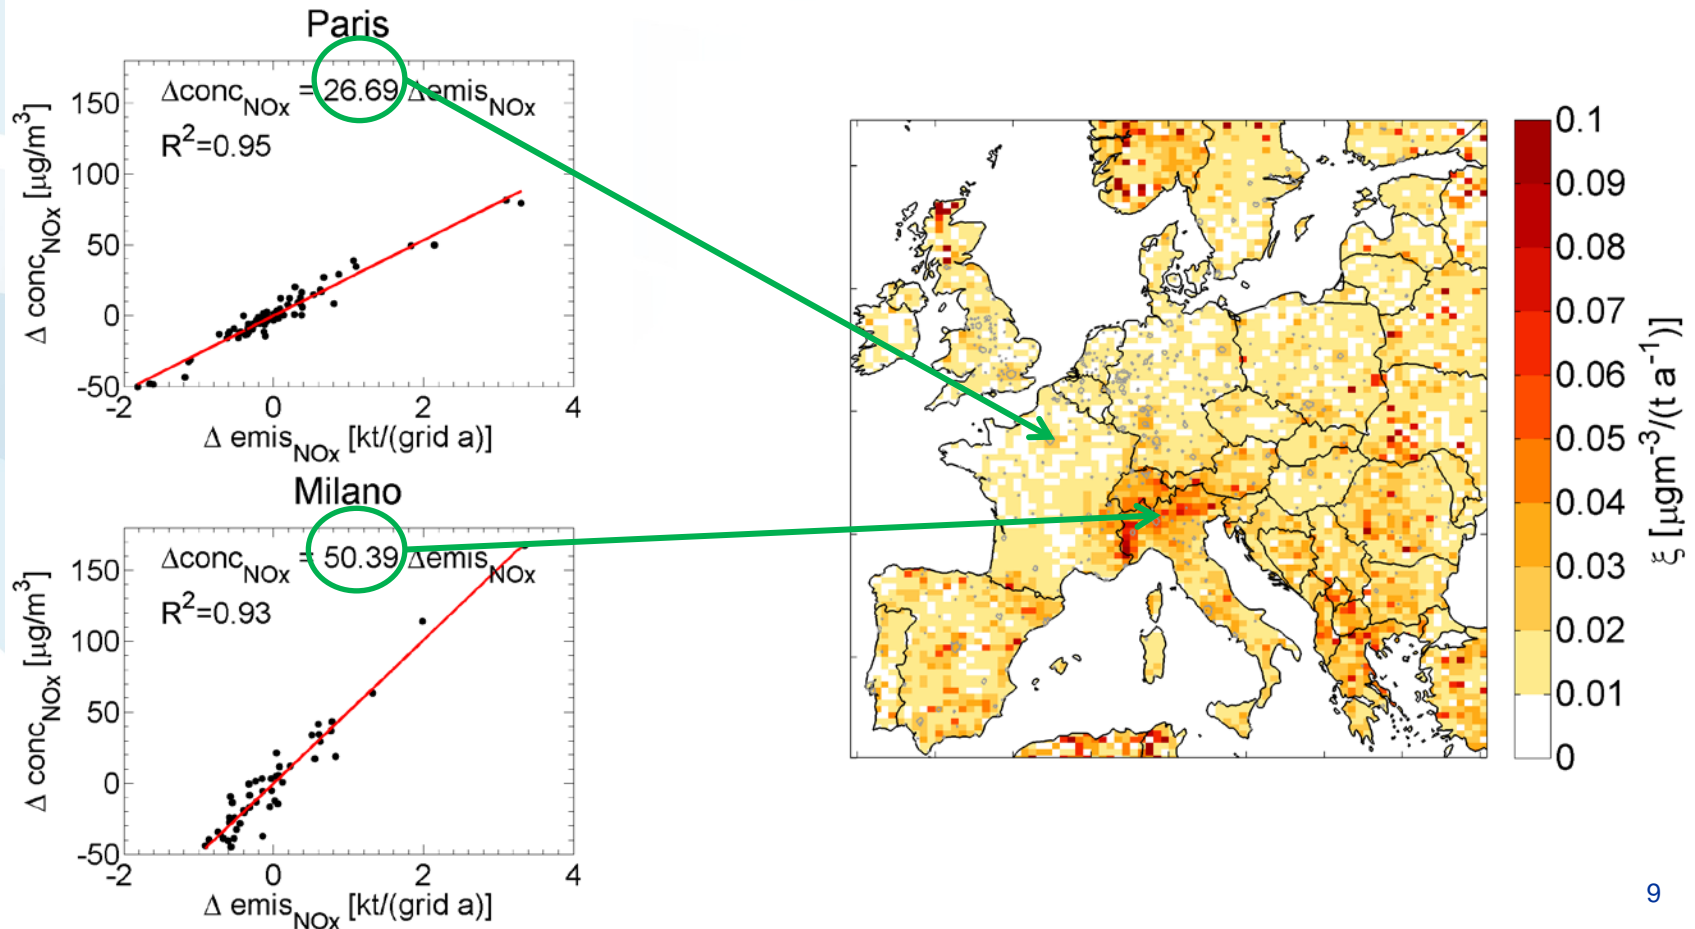 Paris
Δconc_NOx = 26.69 Δemis_NOx
R²=0.95
Δ conc_NOx [µg/m³]
150
100
50
0
-50
-2 0 2 4
Δ emis_NOx [kt/(grid a)]
Milano
Δconc_NOx = 50.39 Δemis_NOx
R²=0.93
Δ conc_NOx [µg/m³]
150
100
50
0
-50
-2 0 2 4
Δ emis_NOx [kt/(grid a)]
0.1
0.09
0.08
0.07
0.06
0.05
0.04
0.03
0.02
0.01
0
ξ [µgm⁻³/(t a⁻¹)]
9